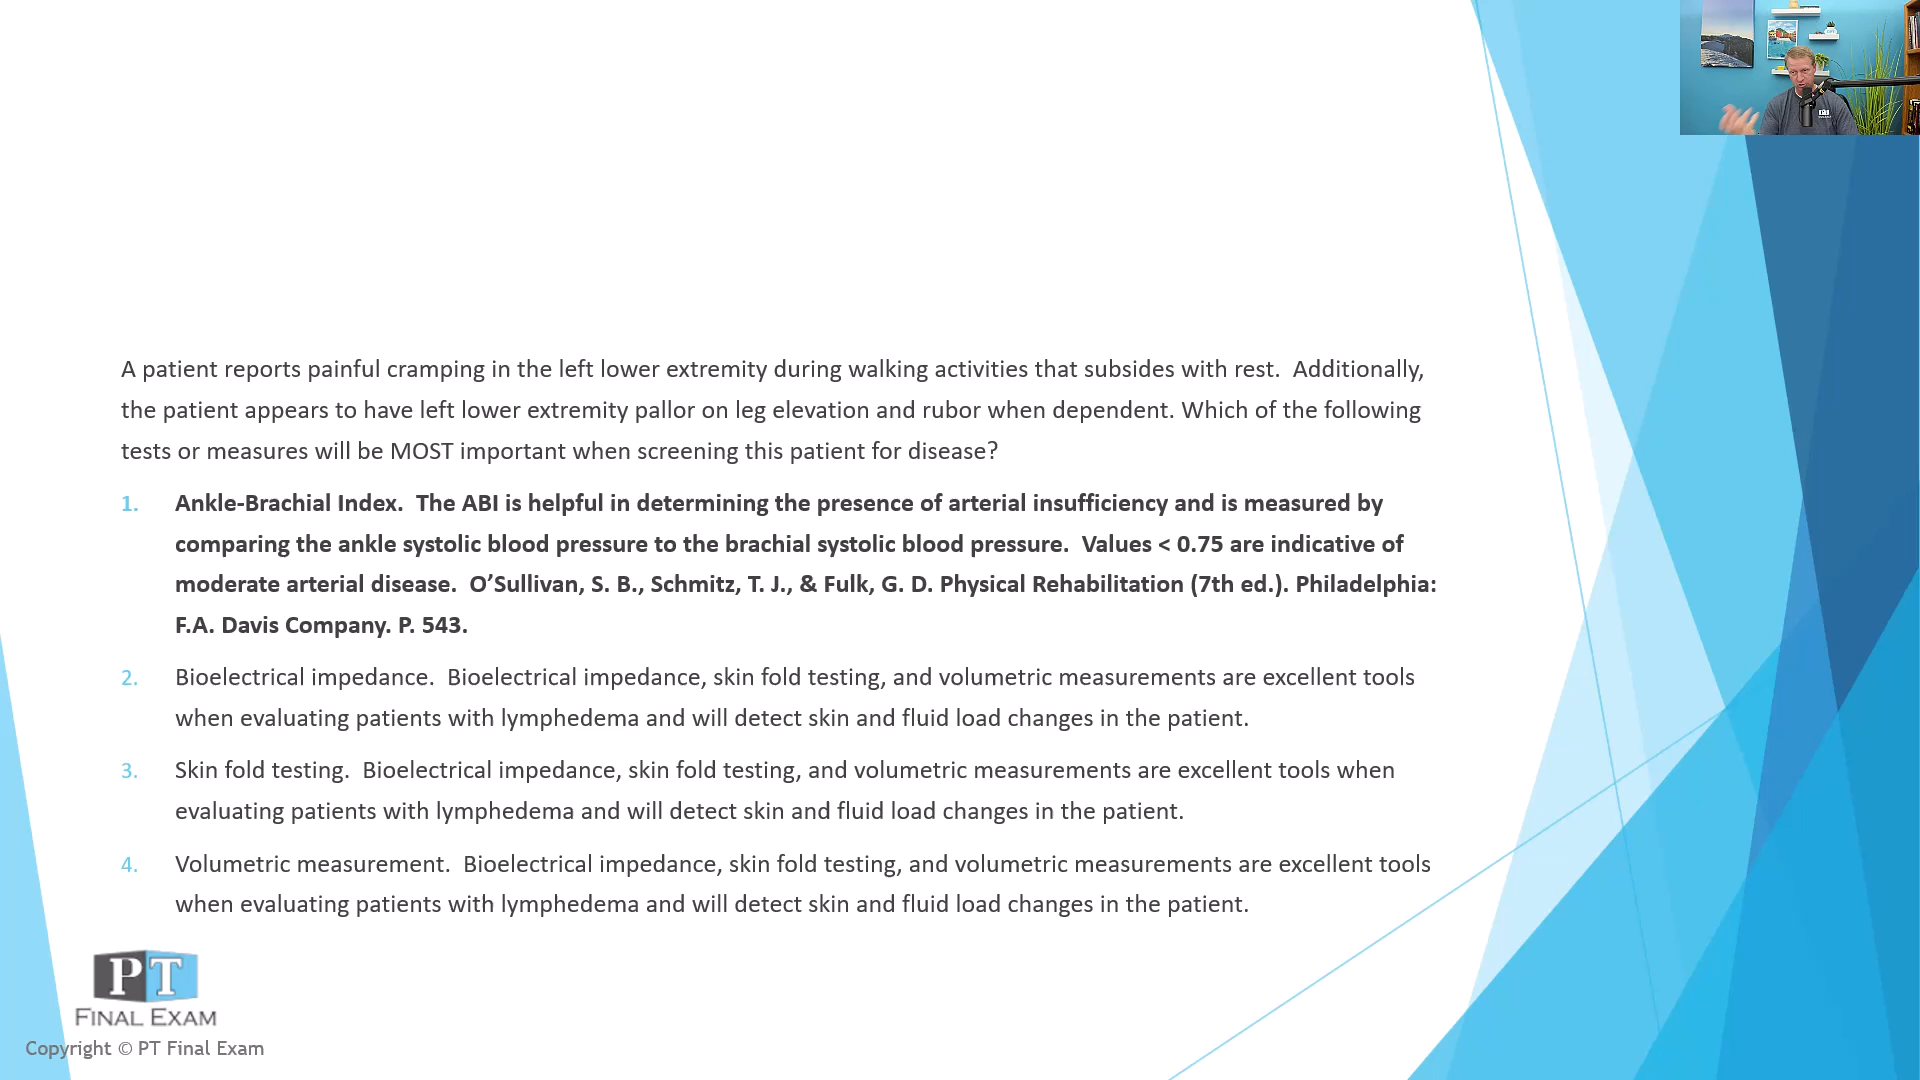 A patient reports painful cramping in the left lower extremity during walking activities that subsides with rest.  Additionally,
the patient appears to have left lower extremity pallor on leg elevation and rubor when dependent. Which of the following
tests or measures will be MOST important when screening this patient for disease?
1. Ankle-Brachial Index.  The ABI is helpful in determining the presence of arterial insufficiency and is measured by
comparing the ankle systolic blood pressure to the brachial systolic blood pressure.  Values < 0.75 are indicative of
moderate arterial disease.  O’Sullivan, S. B., Schmitz, T. J., & Fulk, G. D. Physical Rehabilitation (7th ed.). Philadelphia:
F.A. Davis Company. P. 543.
2. Bioelectrical impedance.  Bioelectrical impedance, skin fold testing, and volumetric measurements are excellent tools
when evaluating patients with lymphedema and will detect skin and fluid load changes in the patient.
3. Skin fold testing.  Bioelectrical impedance, skin fold testing, and volumetric measurements are excellent tools when
evaluating patients with lymphedema and will detect skin and fluid load changes in the patient.
4. Volumetric measurement.  Bioelectrical impedance, skin fold testing, and volumetric measurements are excellent tools
when evaluating patients with lymphedema and will detect skin and fluid load changes in the patient.
PT
FINAL EXAM
Copyright © PT Final Exam